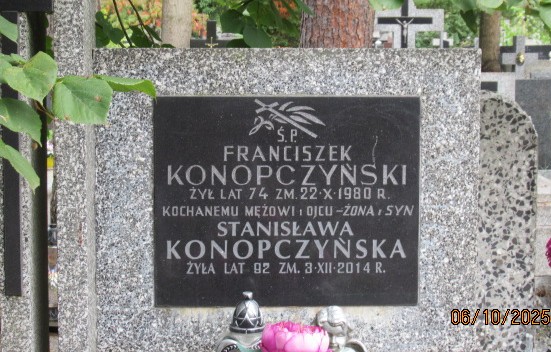 Ś.P.
FRANCISZEK
KONOPCZYŃSKI
ŻYŁ LAT 74 ZM. 22·X·1980 R.
KOCHANEMU MĘŻOWI i OJCU – ŻONA i SYN
STANISŁAWA
KONOPCZYŃSKA
ŻYŁA LAT 92 ZM. 3·XII·2014 R.
06/10/2025